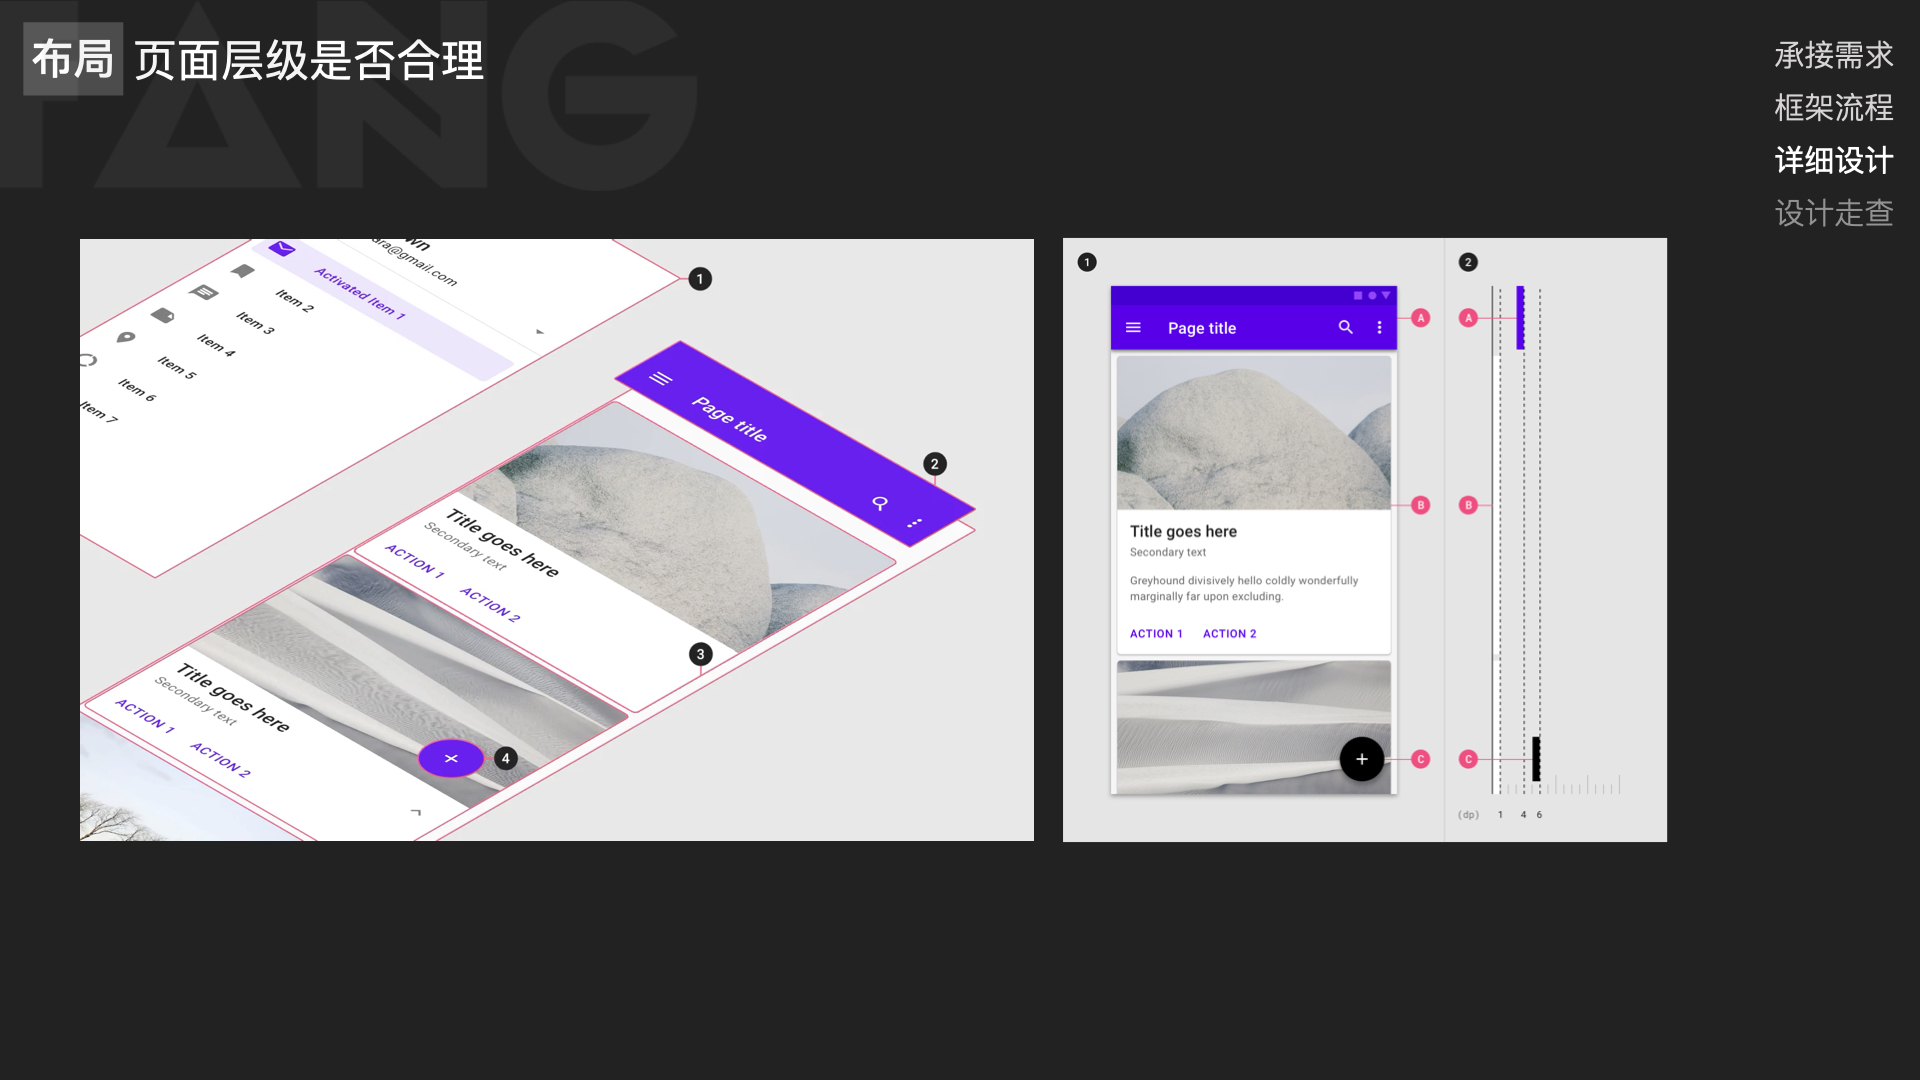 TANG
布局 页面层级是否合理
承接需求
框架流程
详细设计
设计走查
ara@gmail.com
Activated Item 1
Item 2
Item 3
Item 4
Item 5
Item 6
Item 7
1
Page title
2
Title goes here
Secondary text
ACTION 1
ACTION 2
3
Title goes here
Secondary text
ACTION 1
ACTION 2
4
1
Page title
A
B
Title goes here
Secondary text
Greyhound divisively hello coldly wonderfully
marginally far upon excluding.
ACTION 1 ACTION 2
C
2
A
B
C
(dp) 1 4 6